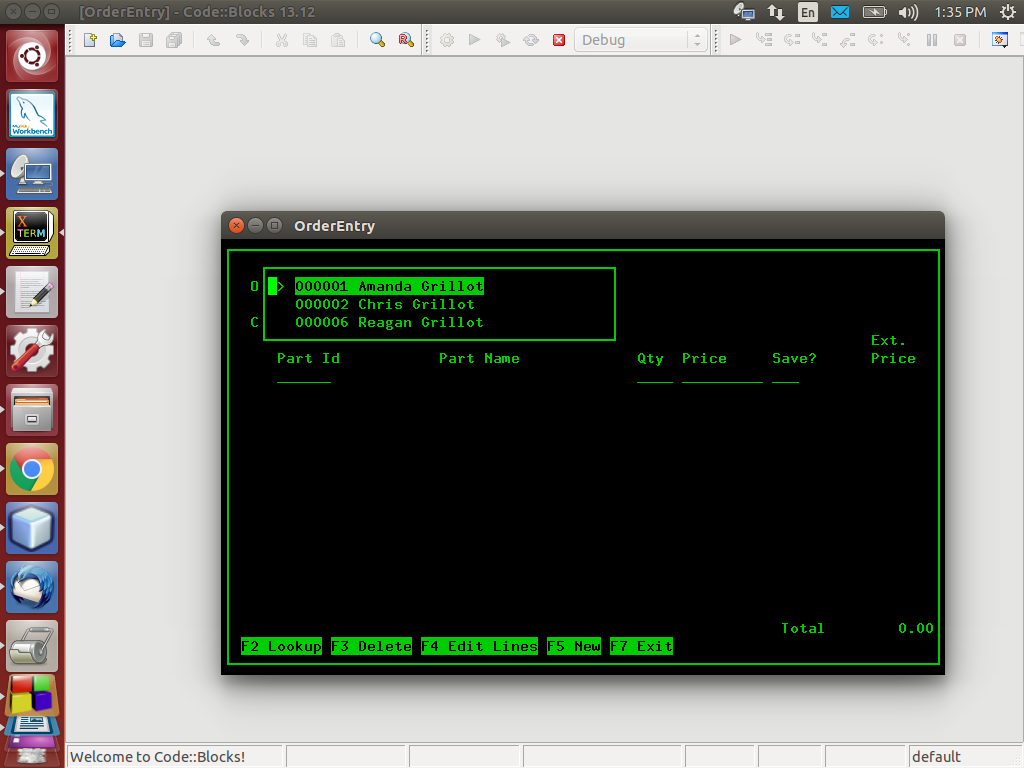 [OrderEntry] - Code::Blocks 13.12
En
1:35 PM
Debug
MySQL
Workbench
X
TERM
OrderEntry
O > 000001 Amanda Grillot
000002 Chris Grillot
C 000006 Reagan Grillot
Ext.
Part Id Part Name Qty Price Save? Price
Total 0.00
F2 Lookup F3 Delete F4 Edit Lines F5 New F7 Exit
Welcome to Code::Blocks!
default